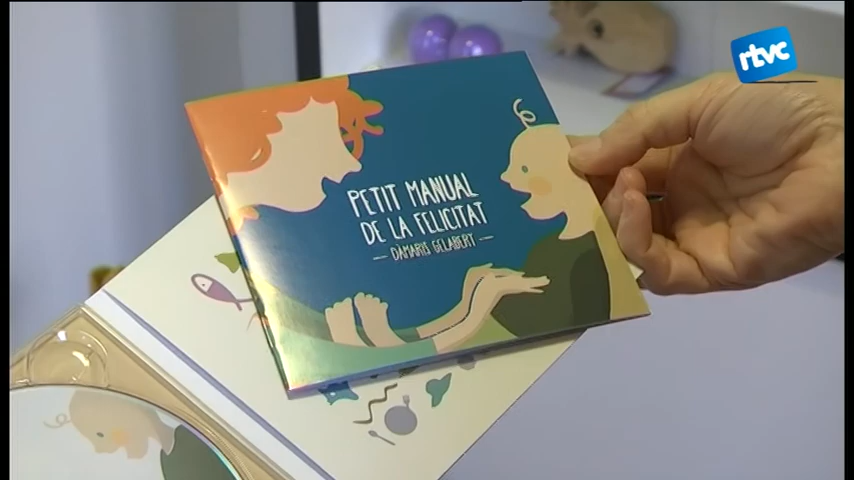 rtvc
PETIT MANUAL
DE LA FELICITAT
- DÀMARIS GELABERT -